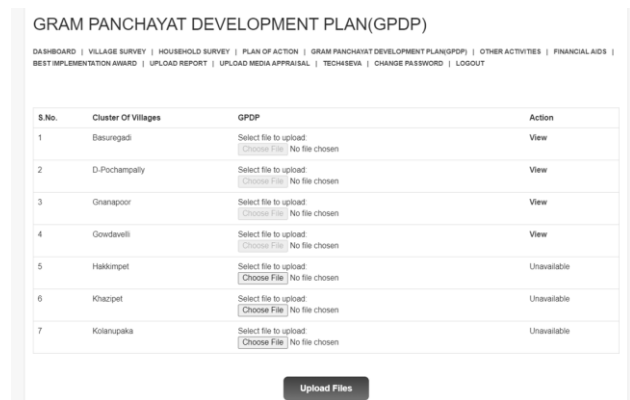 GRAM PANCHAYAT DEVELOPMENT PLAN(GPDP)
DASHBOARD | VILLAGE SURVEY | HOUSEHOLD SURVEY | PLAN OF ACTION | GRAM PANCHAYAT DEVELOPMENT PLAN(GPDP) | OTHER ACTIVITIES | FINANCIAL AIDS |
BEST IMPLEMENTATION AWARD | UPLOAD REPORT | UPLOAD MEDIA APPRAISAL | TECH4SEVA | CHANGE PASSWORD | LOGOUT
S.No. Cluster Of Villages GPDP Action
1 Basuregadi Select file to upload: View
Choose File No file chosen
2 D-Pochampally Select file to upload: View
Choose File No file chosen
3 Gnanapoor Select file to upload: View
Choose File No file chosen
4 Gowdavelli Select file to upload: View
Choose File No file chosen
5 Hakkimpet Select file to upload: Unavailable
Choose File No file chosen
6 Khazipet Select file to upload: Unavailable
Choose File No file chosen
7 Kolanupaka Select file to upload: Unavailable
Choose File No file chosen
Upload Files